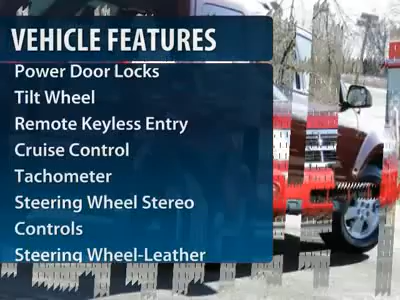 VEHICLE FEATURES
Power Door Locks
Tilt Wheel
Remote Keyless Entry
Cruise Control
Tachometer
Steering Wheel Stereo
Controls
Steering Wheel-Leather